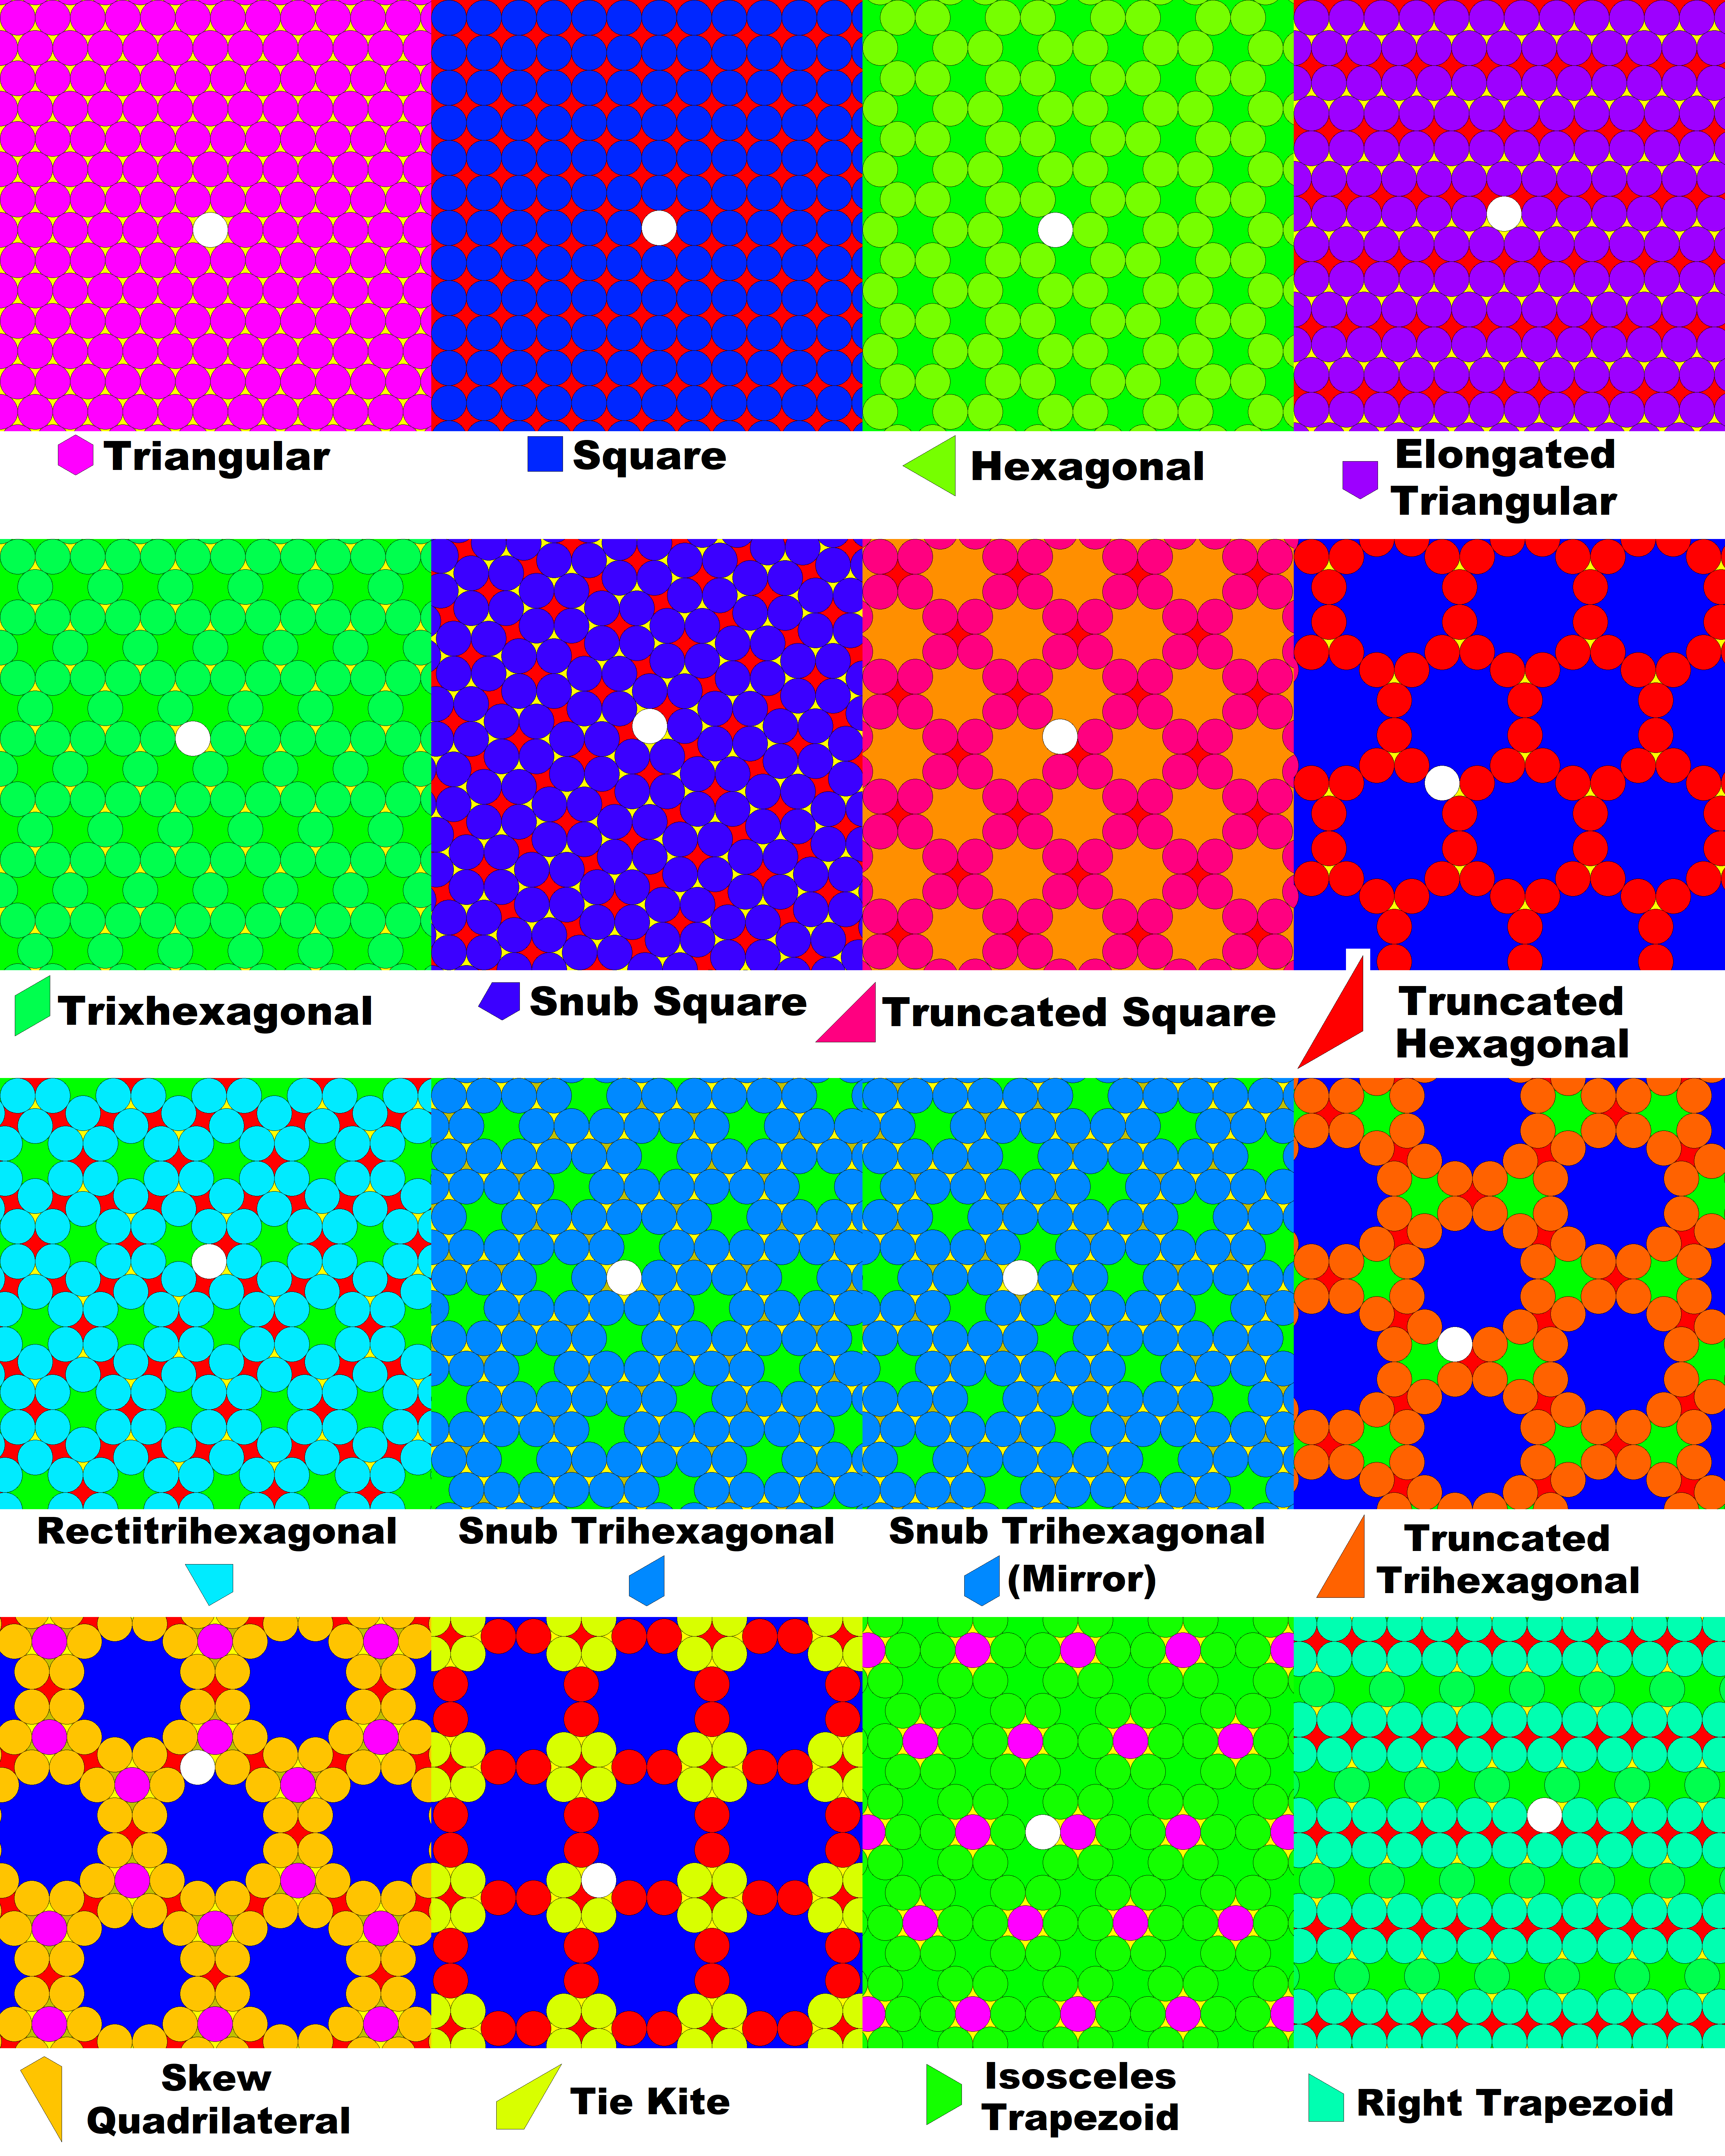 Triangular
Square
Hexagonal
Elongated
Triangular
Trixhexagonal
Snub Square
Truncated Square
Truncated
Hexagonal
Rectitrihexagonal
Snub Trihexagonal
Snub Trihexagonal
(Mirror)
Truncated
Trihexagonal
Skew
Quadrilateral
Tie Kite
Isosceles
Trapezoid
Right Trapezoid